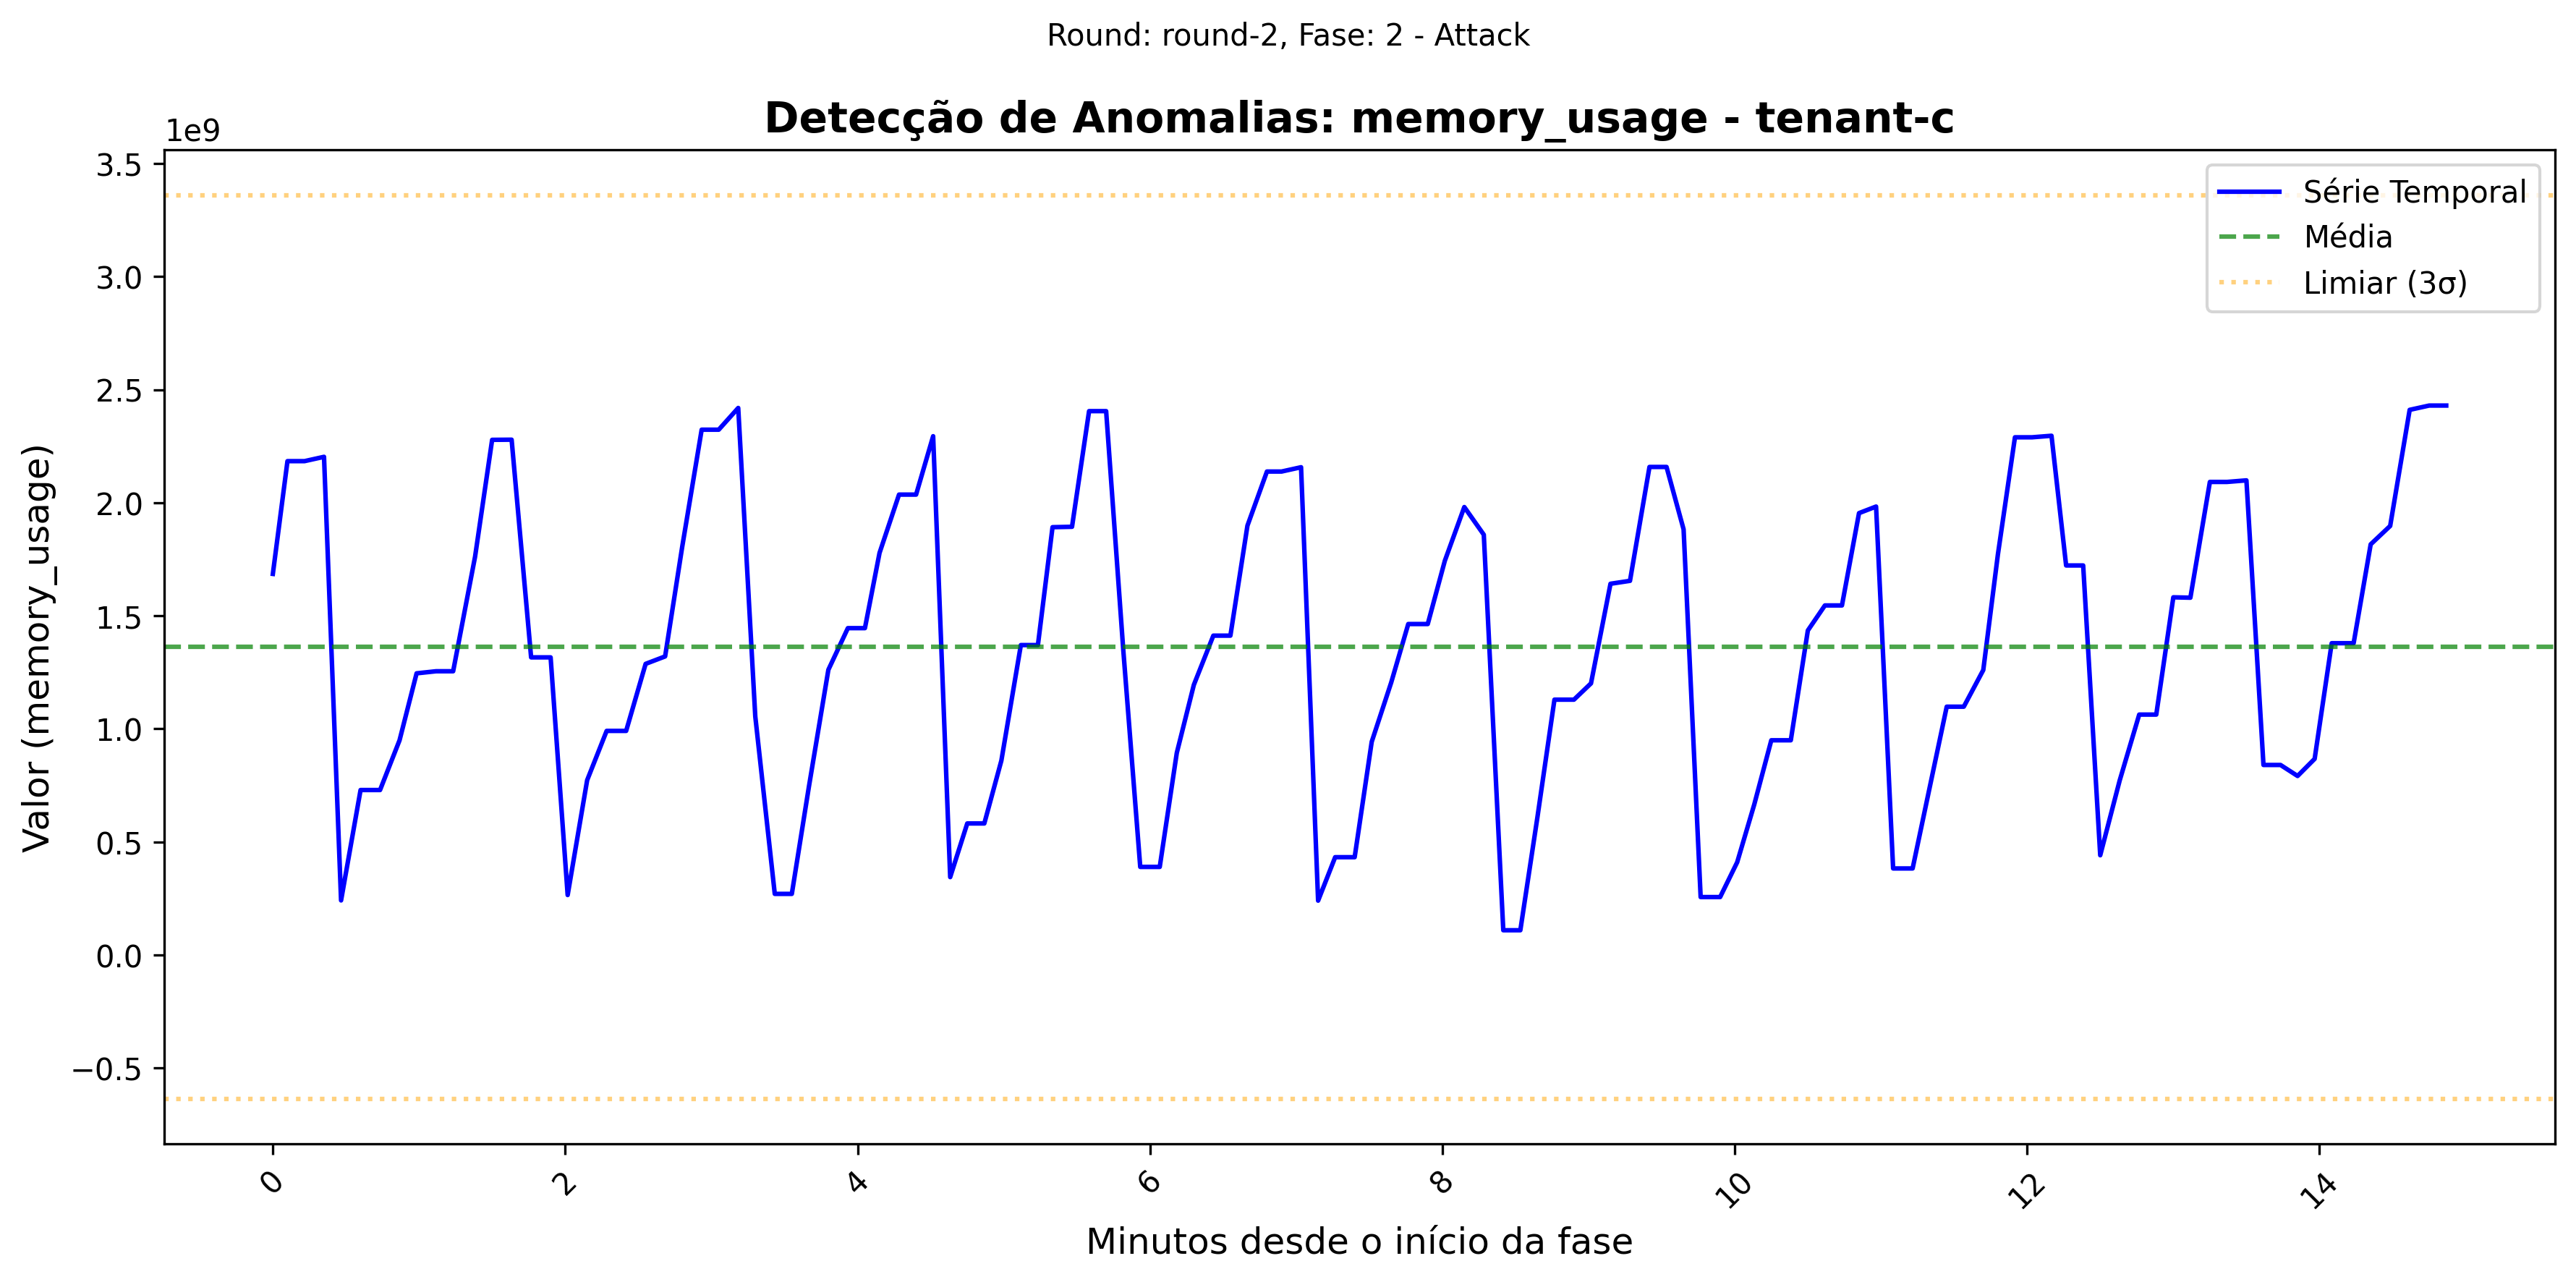 Round: round-2, Fase: 2 - Attack
Detecção de Anomalias: memory_usage - tenant-c
1e9
3.5
3.0
2.5
2.0
1.5
1.0
0.5
0.0
−0.5
Valor (memory_usage)
Série Temporal
Média
Limiar (3σ)
0
2
4
6
8
10
12
14
Minutos desde o início da fase